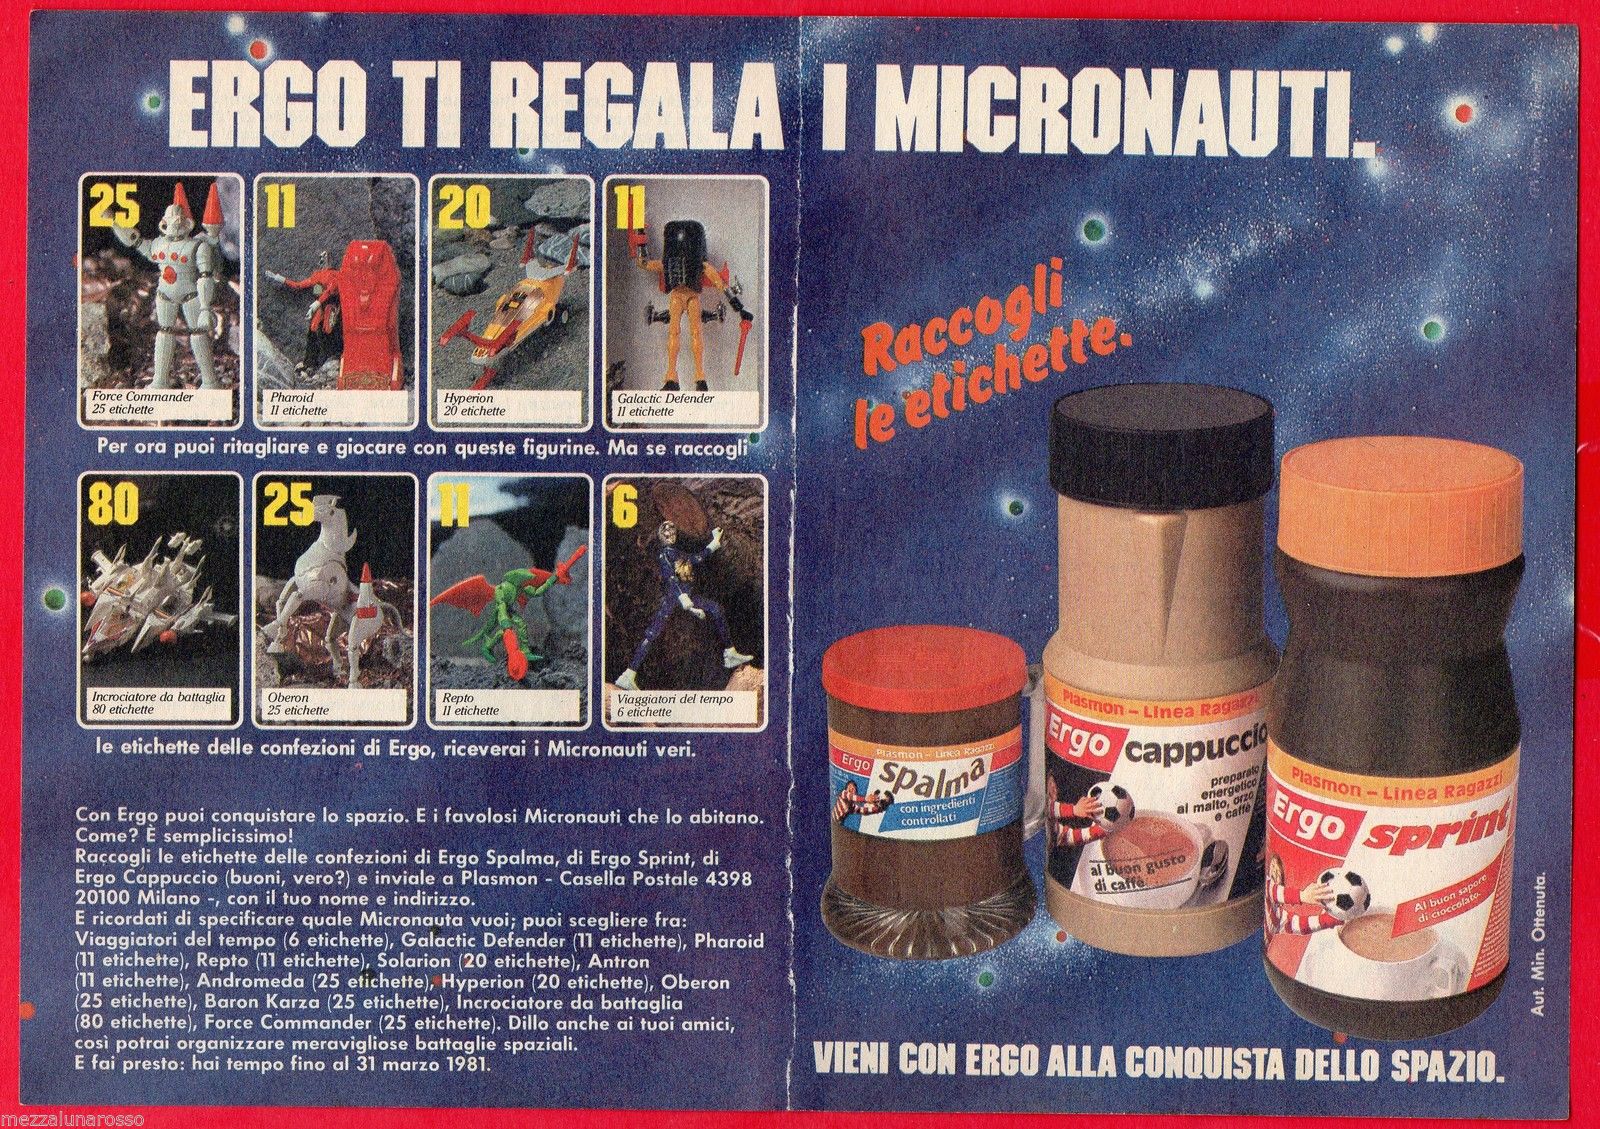 ERGO TI REGALA I MICRONAUTI.
25
Force Commander
25 etichette
11
Pharoid
11 etichette
20
Hyperion
20 etichette
11
Galactic Defender
11 etichette
Per ora puoi ritagliare e giocare con queste figurine. Ma se raccogli
80
Incrociatore da battaglia
80 etichette
25
Oberon
25 etichette
11
Repto
11 etichette
6
Viaggiatori del tempo
6 etichette
le etichette delle confezioni di Ergo, riceverai i Micronauti veri.
Con Ergo puoi conquistare lo spazio. E i favolosi Micronauti che lo abitano.
Come? È semplicissimo!
Raccogli le etichette delle confezioni di Ergo Spalma, di Ergo Sprint, di
Ergo Cappuccio (buoni, vero?) e inviale a Plasmon - Casella Postale 4398
20100 Milano -, con il tuo nome e indirizzo.
E ricordati di specificare quale Micronauta vuoi; puoi scegliere fra:
Viaggiatori del tempo (6 etichette), Galactic Defender (11 etichette), Pharoid
(11 etichette), Repto (11 etichette), Solarion (20 etichette), Antron
(11 etichette), Andromeda (25 etichette), Hyperion (20 etichette), Oberon
(25 etichette), Baron Karza (25 etichette), Incrociatore da battaglia
(80 etichette), Force Commander (25 etichette). Dillo anche ai tuoi amici,
così potrai organizzare meravigliose battaglie spaziali.
E fai presto: hai tempo fino al 31 marzo 1981.
Raccogli
le etichette.
Plasmon - Linea Ragazzi
Ergo
spalma
con ingredienti
controllati
Plasmon - Linea Ragazzi
Ergo cappuccio
preparato
energetico
al malto, orzo
e caffè
al buon gusto
di caffè
Plasmon - Linea Ragazzi
Ergo sprint
Al buon sapore
di cioccolato.
Aut. Min. Ottenuta.
VIENI CON ERGO ALLA CONQUISTA DELLO SPAZIO.
mezzalunarosso